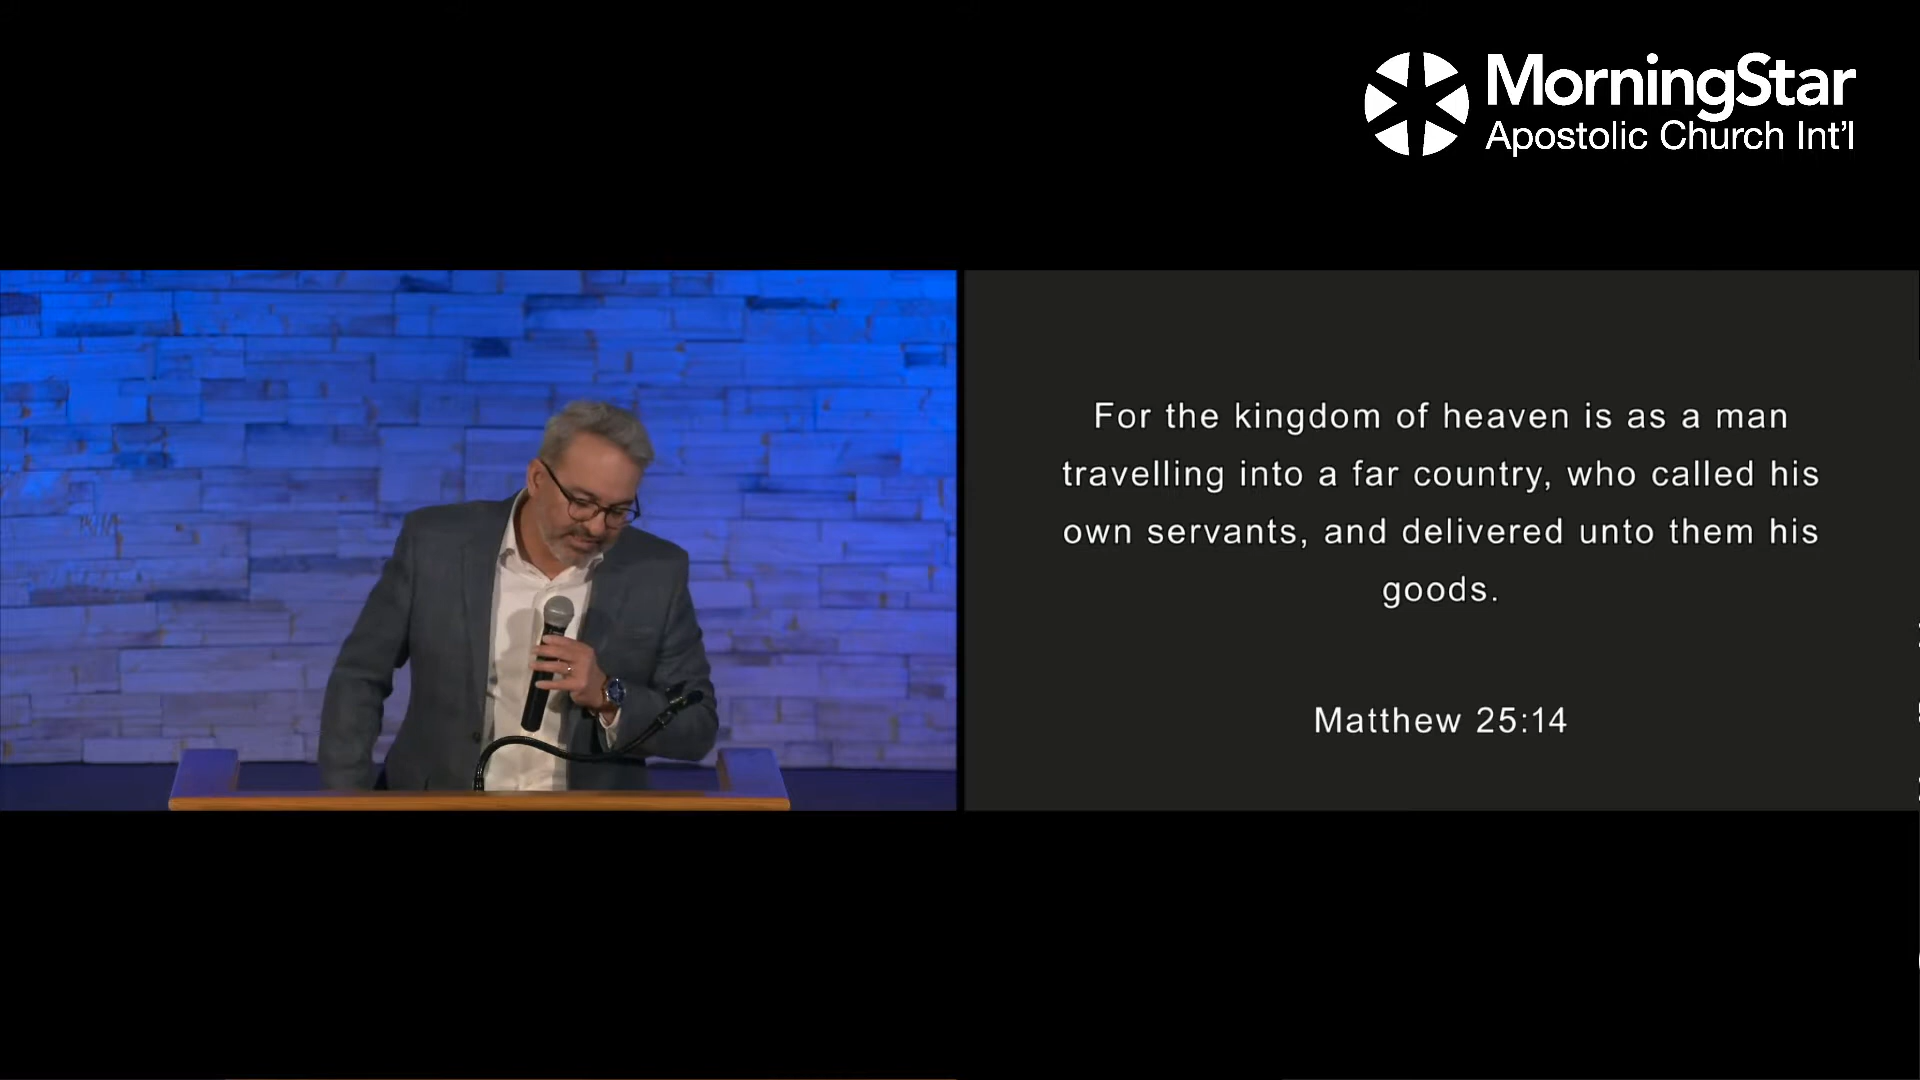 MorningStar
Apostolic Church Int'l
For the kingdom of heaven is as a man
travelling into a far country, who called his
own servants, and delivered unto them his
goods.
Matthew 25:14